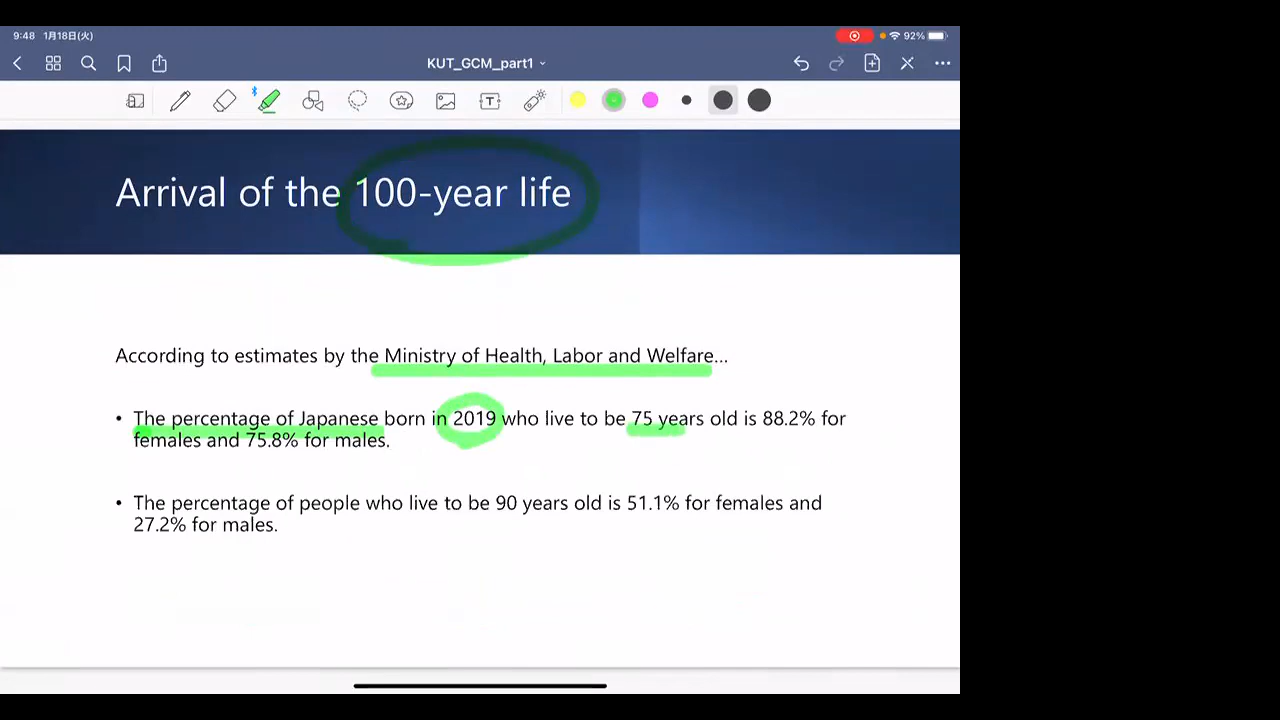 9:48 1月18日(火)
92%
KUT_GCM_part1
Arrival of the 100-year life
According to estimates by the Ministry of Health, Labor and Welfare...
• The percentage of Japanese born in 2019 who live to be 75 years old is 88.2% for
females and 75.8% for males.
• The percentage of people who live to be 90 years old is 51.1% for females and
27.2% for males.